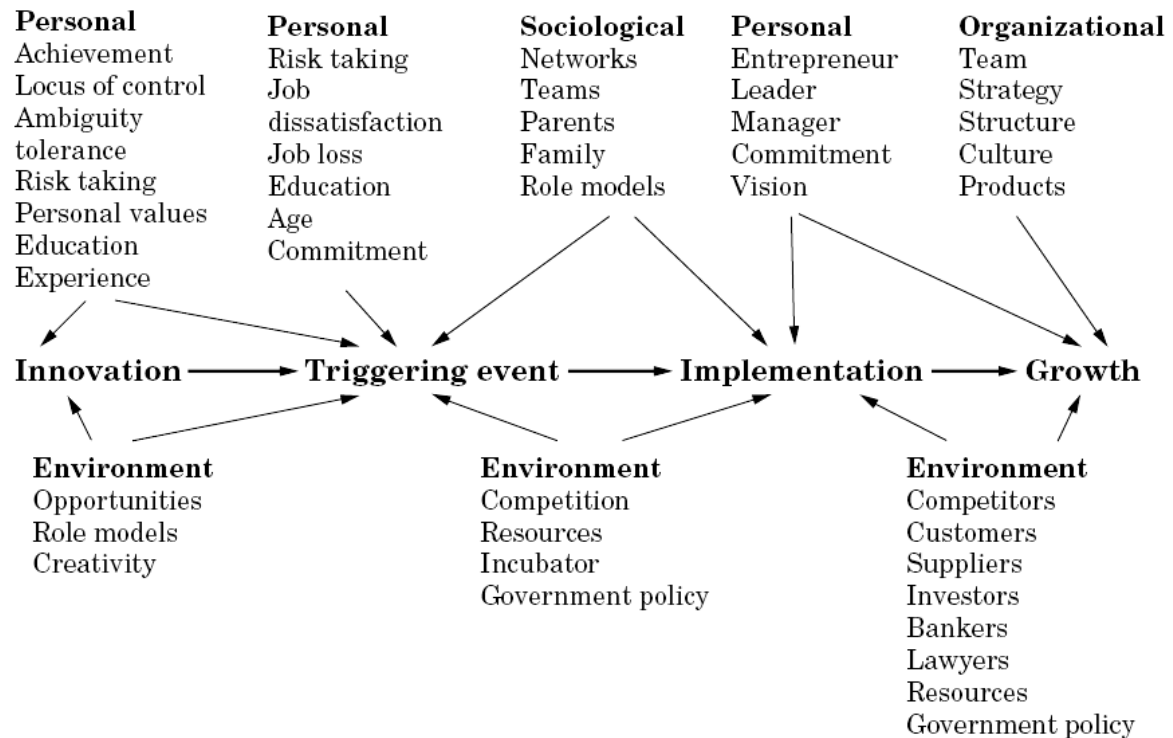 Personal
Achievement
Locus of control
Ambiguity
tolerance
Risk taking
Personal values
Education
Experience
Personal
Risk taking
Job
dissatisfaction
Job loss
Education
Age
Commitment
Sociological
Networks
Teams
Parents
Family
Role models
Personal
Entrepreneur
Leader
Manager
Commitment
Vision
Organizational
Team
Strategy
Structure
Culture
Products
Innovation
Triggering event
Implementation
Growth
Environment
Opportunities
Role models
Creativity
Environment
Competition
Resources
Incubator
Government policy
Environment
Competitors
Customers
Suppliers
Investors
Bankers
Lawyers
Resources
Government policy